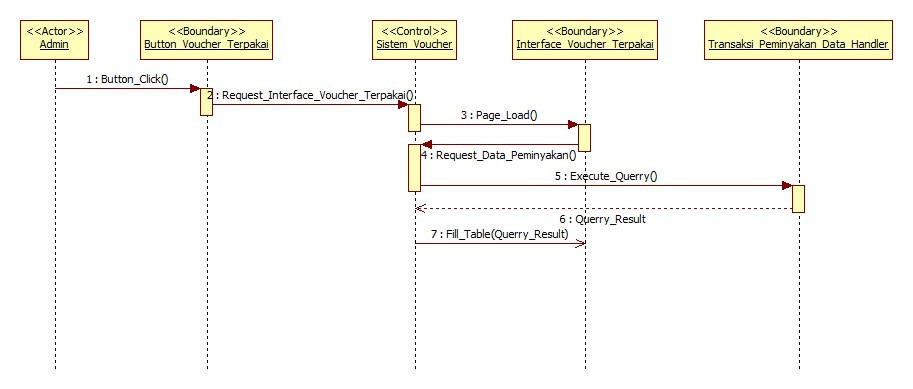 <<Actor>>
Admin
<<Boundary>>
Button_Voucher_Terpakai
<<Control>>
Sistem_Voucher
<<Boundary>>
Interface_Voucher_Terpakai
<<Boundary>>
Transaksi_Peminyakan_Data_Handler
1 : Button_Click()
2 : Request_Interface_Voucher_Terpakai()
3 : Page_Load()
4 : Request_Data_Peminyakan()
5 : Execute_Querry()
6 : Querry_Result
7 : Fill_Table(Querry_Result)